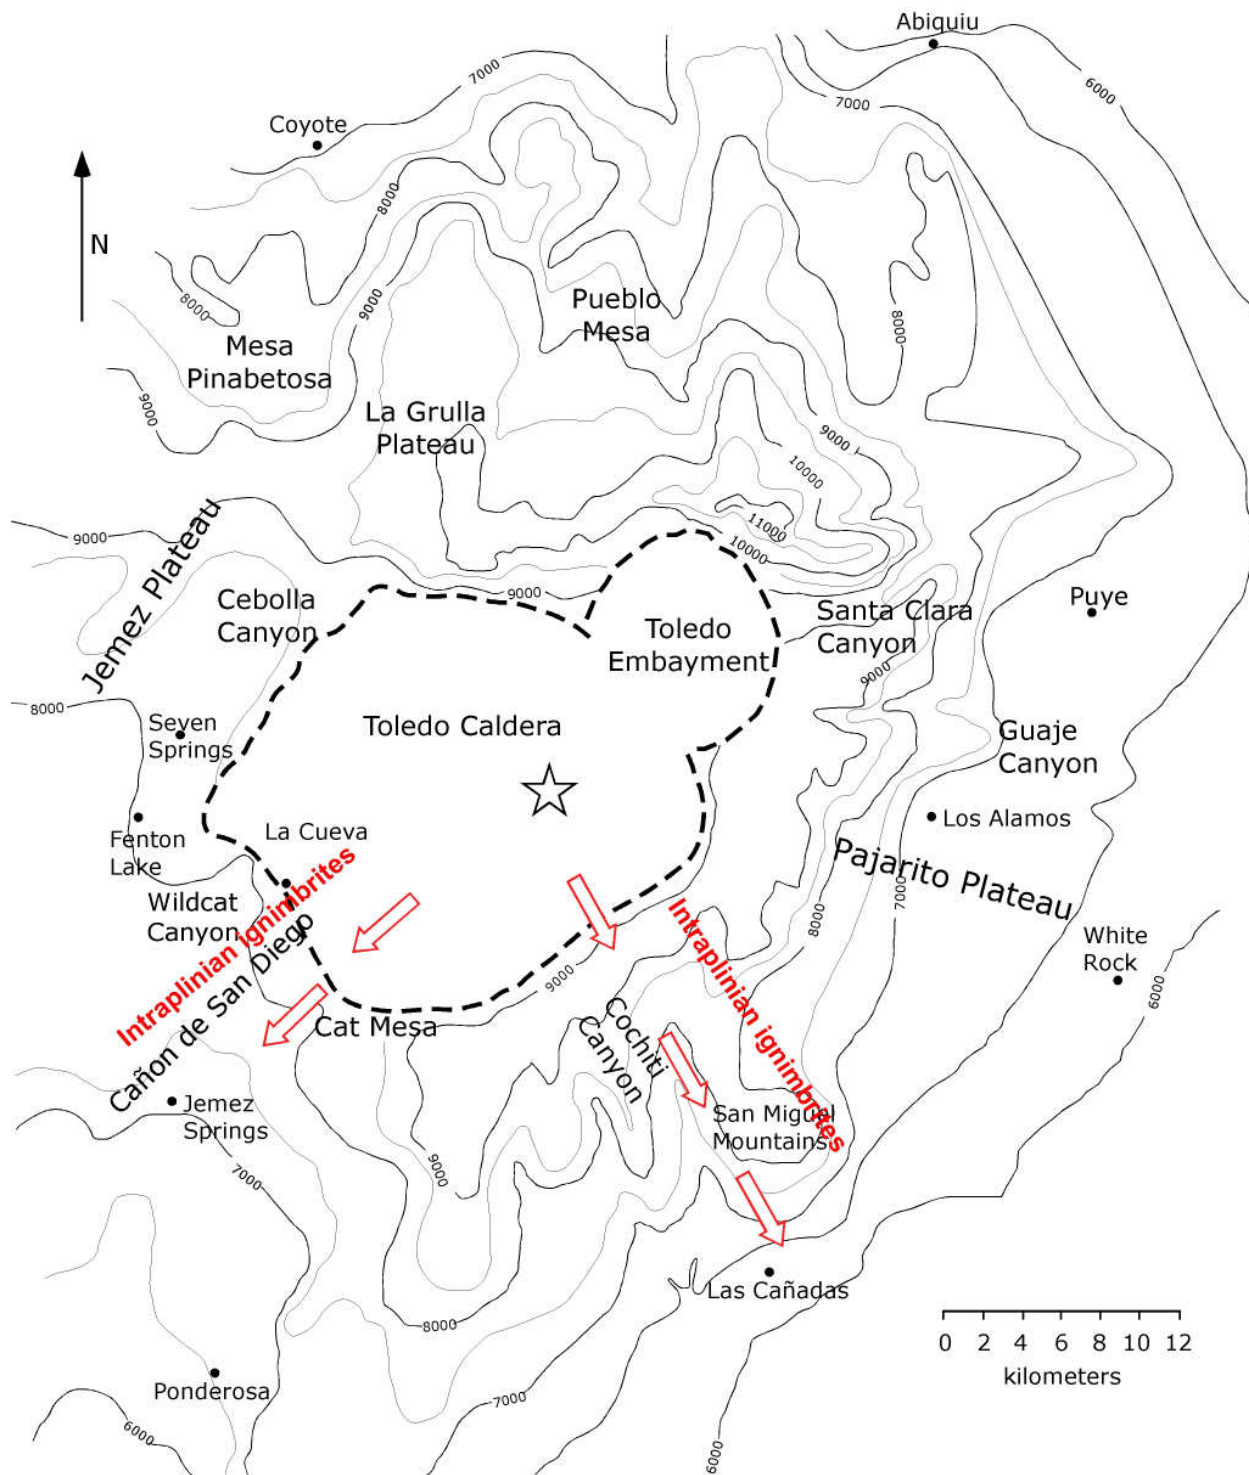 Abiquiu
7000
6000
7000
Coyote
8000
N
8000
9000
Pueblo
Mesa
8000
Mesa
Pinabetosa
9000
La Grulla
Plateau
9000
10000
11000
9000
10000
Jemez Plateau
9000
Cebolla
Canyon
Toledo
Embayment
Santa Clara
Canyon
Puye
9000
8000
Seven
Springs
Toledo Caldera
Guaje
Canyon
Fenton
Lake
La Cueva
Los Alamos
Pajarito Plateau
7000
8000
Wildcat
Canyon
Intraplinian ignimbrites
Cañon de San Diego
Intraplinian ignimbrites
White
Rock
6000
9000
Cat Mesa
Cochiti
Canyon
Jemez
Springs
San Miguel
Mountains
7000
9000
Las Cañadas
8000
0 2 4 6 8 10 12
kilometers
Ponderosa
7000
6000
6000